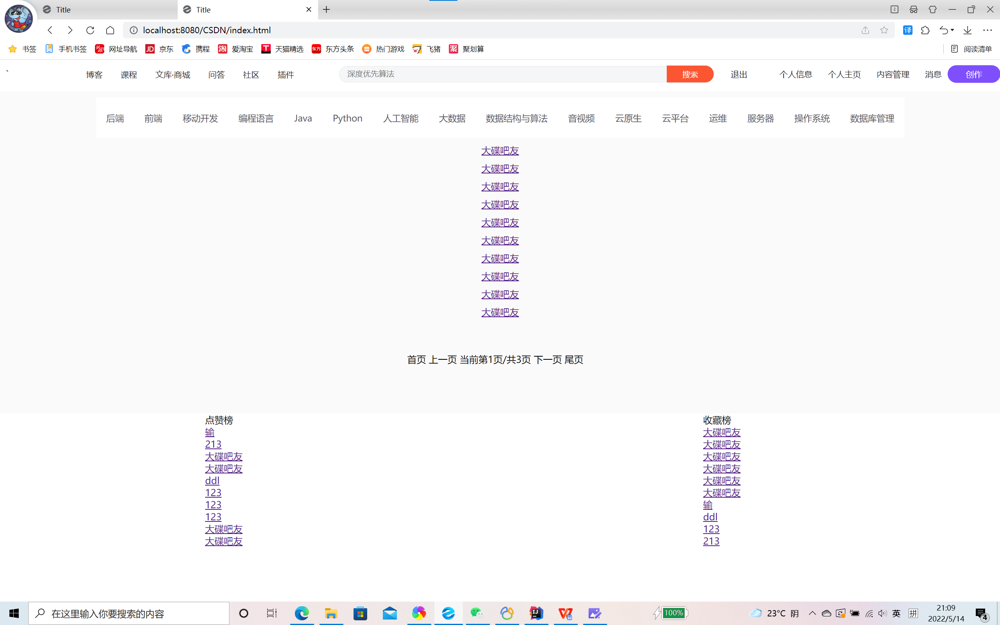 Title
Title
2
localhost:8080/CSDN/index.html
译
书签 手机书签 网址导航 JD 京东 携程 淘 爱淘宝 T 天猫精选 东方 东方头条 热门游戏 飞猪 聚 聚划算 阅读清单
` 博客 课程 文库·商城 问答 社区 插件 深度优先算法 搜索 退出 个人信息 个人主页 内容管理 消息 创作
后端 前端 移动开发 编程语言 Java Python 人工智能 大数据 数据结构与算法 音视频 云原生 云平台 运维 服务器 操作系统 数据库管理
大碟吧友
大碟吧友
大碟吧友
大碟吧友
大碟吧友
大碟吧友
大碟吧友
大碟吧友
大碟吧友
大碟吧友
首页 上一页 当前第1页/共3页 下一页 尾页
点赞榜
输
213
大碟吧友
大碟吧友
ddl
123
123
123
大碟吧友
大碟吧友
收藏榜
大碟吧友
大碟吧友
大碟吧友
大碟吧友
大碟吧友
大碟吧友
输
ddl
123
213
在这里输入你要搜索的内容
IJ
W
100%
23°C 阴
英
拼
21:09
2022/5/14
4